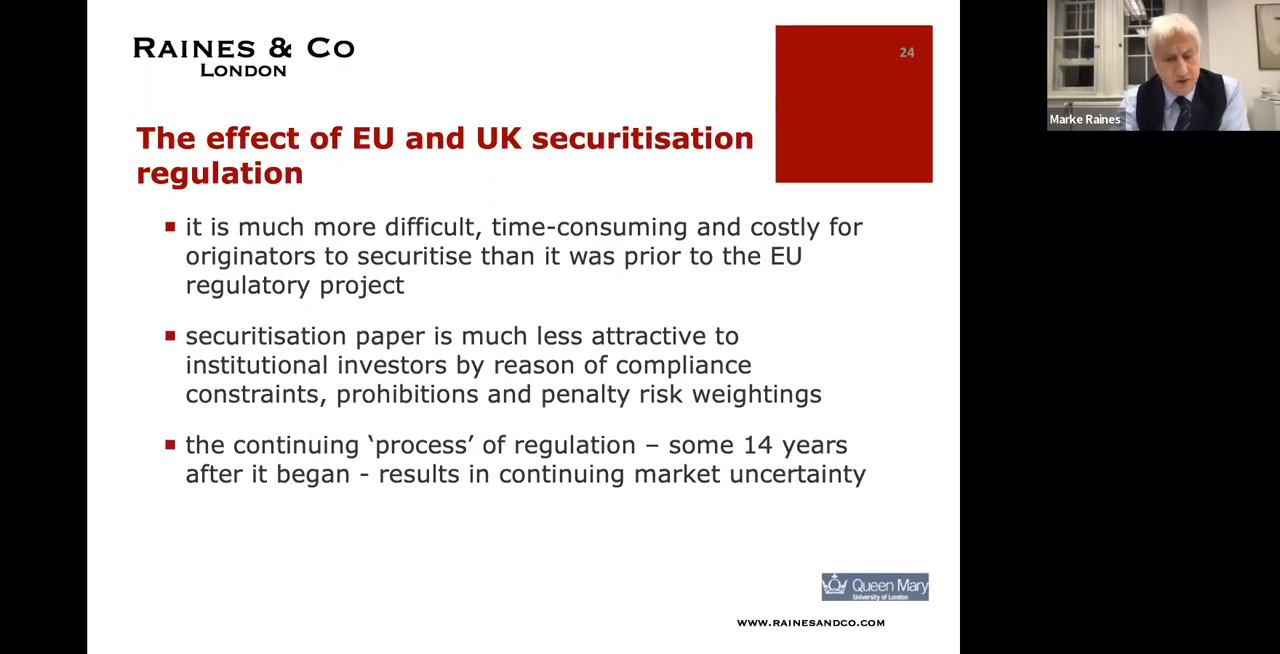 RAINES & CO
LONDON
24
The effect of EU and UK securitisation
regulation
it is much more difficult, time-consuming and costly for
originators to securitise than it was prior to the EU
regulatory project
securitisation paper is much less attractive to
institutional investors by reason of compliance
constraints, prohibitions and penalty risk weightings
the continuing ‘process’ of regulation – some 14 years
after it began - results in continuing market uncertainty
Queen Mary
University of London
WWW.RAINESANDCO.COM
Marke Raines